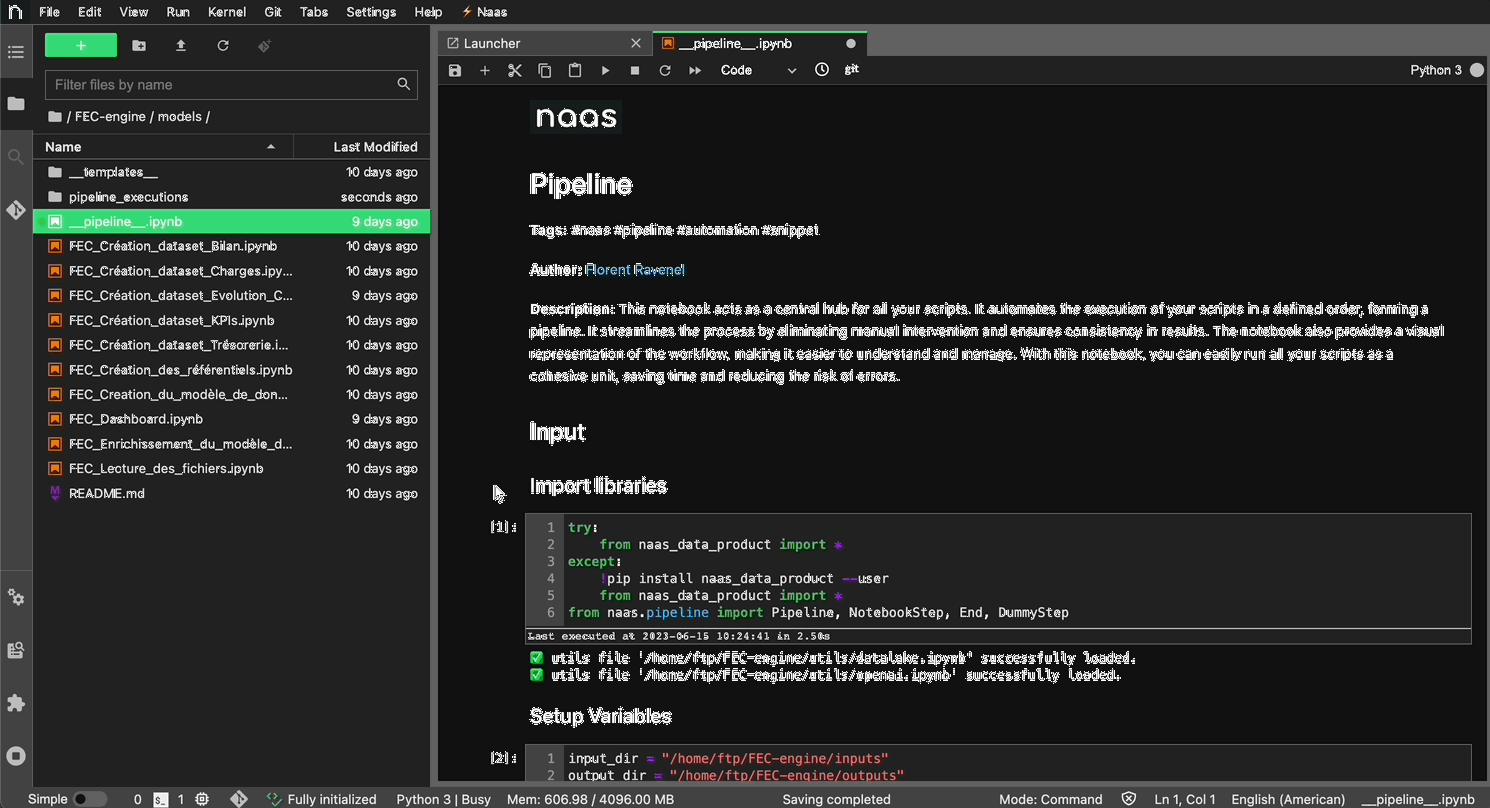 File Edit View Run Kernel Git Tabs Settings Help ⚡ Naas
+
Filter files by name
/ FEC-engine / models /
Name Last Modified
__templates__ 10 days ago
pipeline_executions seconds ago
__pipeline__.ipynb 9 days ago
FEC_Création_dataset_Bilan.ipynb 10 days ago
FEC_Création_dataset_Charges.ipy... 10 days ago
FEC_Création_dataset_Evolution_C... 9 days ago
FEC_Création_dataset_KPIs.ipynb 10 days ago
FEC_Création_dataset_Trésorerie.i... 10 days ago
FEC_Création_des_référentiels.ipynb 10 days ago
FEC_Creation_du_modèle_de_don... 10 days ago
FEC_Dashboard.ipynb 9 days ago
FEC_Enrichissement_du_modèle_d... 10 days ago
FEC_Lecture_des_fichiers.ipynb 10 days ago
README.md 10 days ago
Launcher
__pipeline__.ipynb
Code git Python 3
naas
Pipeline
Tags: #naas #pipeline #automation #snippet
Author: Florent Ravenel
Description: This notebook acts as a central hub for all your scripts. It automates the execution of your scripts in a defined order, forming a
pipeline. It streamlines the process by eliminating manual intervention and ensures consistency in results. The notebook also provides a visual
representation of the workflow, making it easier to understand and manage. With this notebook, you can easily run all your scripts as a
cohesive unit, saving time and reducing the risk of errors.
Input
Import libraries
[1]:
1 try:
2 from naas_data_product import *
3 except:
4 !pip install naas_data_product --user
5 from naas_data_product import *
6 from naas.pipeline import Pipeline, NotebookStep, End, DummyStep
Last executed at 2023-06-15 10:24:41 in 2.50s
✅ utils file '/home/ftp/FEC-engine/utils/datalake.ipynb' successfully loaded.
✅ utils file '/home/ftp/FEC-engine/utils/openai.ipynb' successfully loaded.
Setup Variables
[2]:
1 input_dir = "/home/ftp/FEC-engine/inputs"
2 output_dir = "/home/ftp/FEC-engine/outputs"
Simple 0 1 Fully initialized Python 3 | Busy Mem: 606.98 / 4096.00 MB Saving completed Mode: Command Ln 1, Col 1 English (American) __pipeline__.ipynb